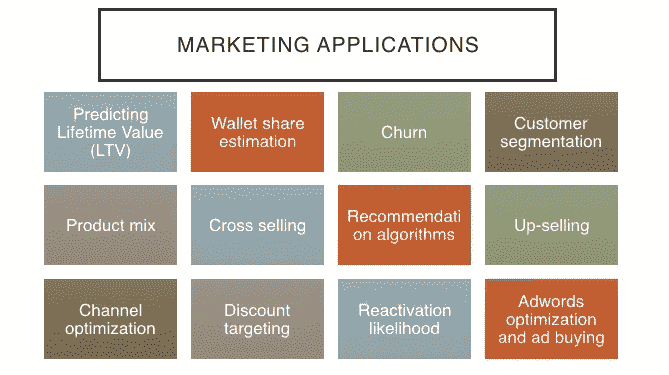 MARKETING APPLICATIONS
Predicting
Lifetime Value
(LTV)
Wallet share
estimation
Churn
Customer
segmentation
Product mix
Cross selling
Recommendati
on algorithms
Up-selling
Channel
optimization
Discount
targeting
Reactivation
likelihood
Adwords
optimization
and ad buying